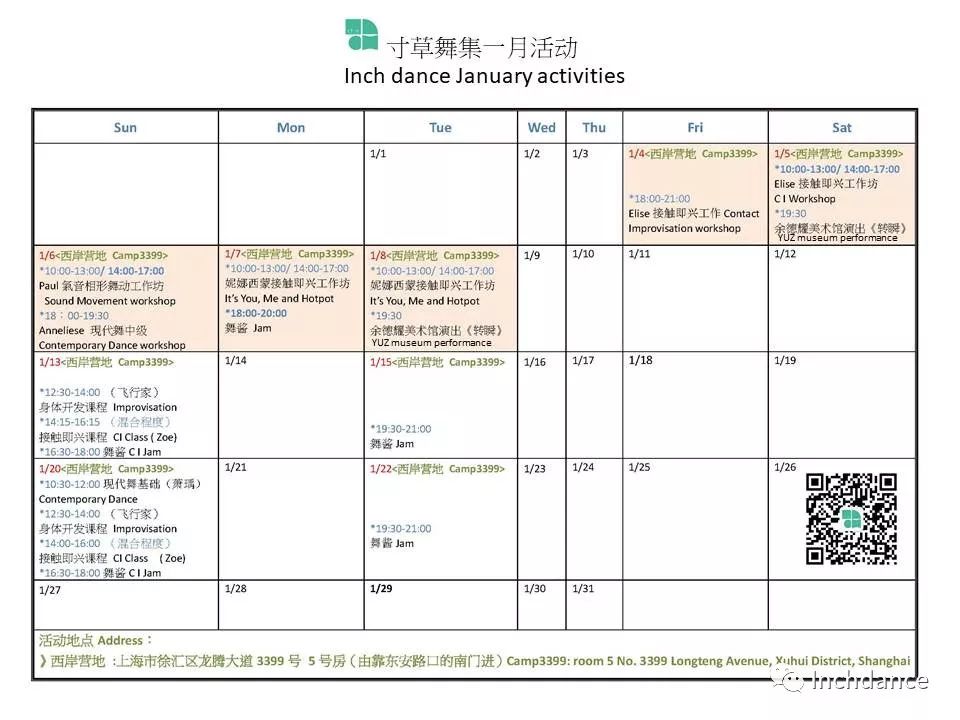 寸草舞集一月活动
Inch dance January activities
Sun Mon Tue Wed Thu Fri Sat
1/1
1/2
1/3
1/4<西岸营地 Camp3399>
*18:00-21:00
Elise 接触即兴工作 Contact
Improvisation workshop
1/5<西岸营地 Camp3399>
*10:00-13:00/ 14:00-17:00
Elise 接触即兴工作坊
C I Workshop
*19:30
余德耀美术馆演出《转瞬》
YUZ museum performance
1/6<西岸营地 Camp3399>
*10:00-13:00/ 14:00-17:00
Paul 氣音相形舞动工作坊
Sound Movement workshop
*18：00-19:30
Anneliese 现代舞中级
Contemporary Dance workshop
1/7<西岸营地 Camp3399>
*10:00-13:00/ 14:00-17:00
妮娜西蒙接触即兴工作坊
It's You, Me and Hotpot
*18:00-20:00
舞酱 Jam
1/8<西岸营地 Camp3399>
*10:00-13:00/ 14:00-17:00
妮娜西蒙接触即兴工作坊
It's You, Me and Hotpot
*19:30
余德耀美术馆演出《转瞬》
YUZ museum performance
1/9
1/10
1/11
1/12
1/13<西岸营地 Camp3399>
*12:30-14:00 （飞行家）
身体开发课程 Improvisation
*14:15-16:15 （混合程度）
接触即兴课程 CI Class ( Zoe)
*16:30-18:00 舞酱 C I Jam
1/14
1/15<西岸营地 Camp3399>
*19:30-21:00
舞酱 Jam
1/16
1/17
1/18
1/19
1/20<西岸营地 Camp3399>
*10:30-12:00 现代舞基础（萧瑀）
Contemporary Dance
*12:30-14:00 （飞行家）
身体开发课程 Improvisation
*14:00-16:00 （混合程度）
接触即兴课程 CI Class ( Zoe)
*16:30-18:00 舞酱 C I Jam
1/21
1/22<西岸营地 Camp3399>
*19:30-21:00
舞酱 Jam
1/23
1/24
1/25
1/26
1/27
1/28
1/29
1/30
1/31
活动地点 Address：
》西岸营地 :上海市徐汇区龙腾大道 3399 号 5 号房（由靠东安路口的南门进）Camp3399: room 5 No. 3399 Longteng Avenue, Xuhui District, Shanghai
Inchdance